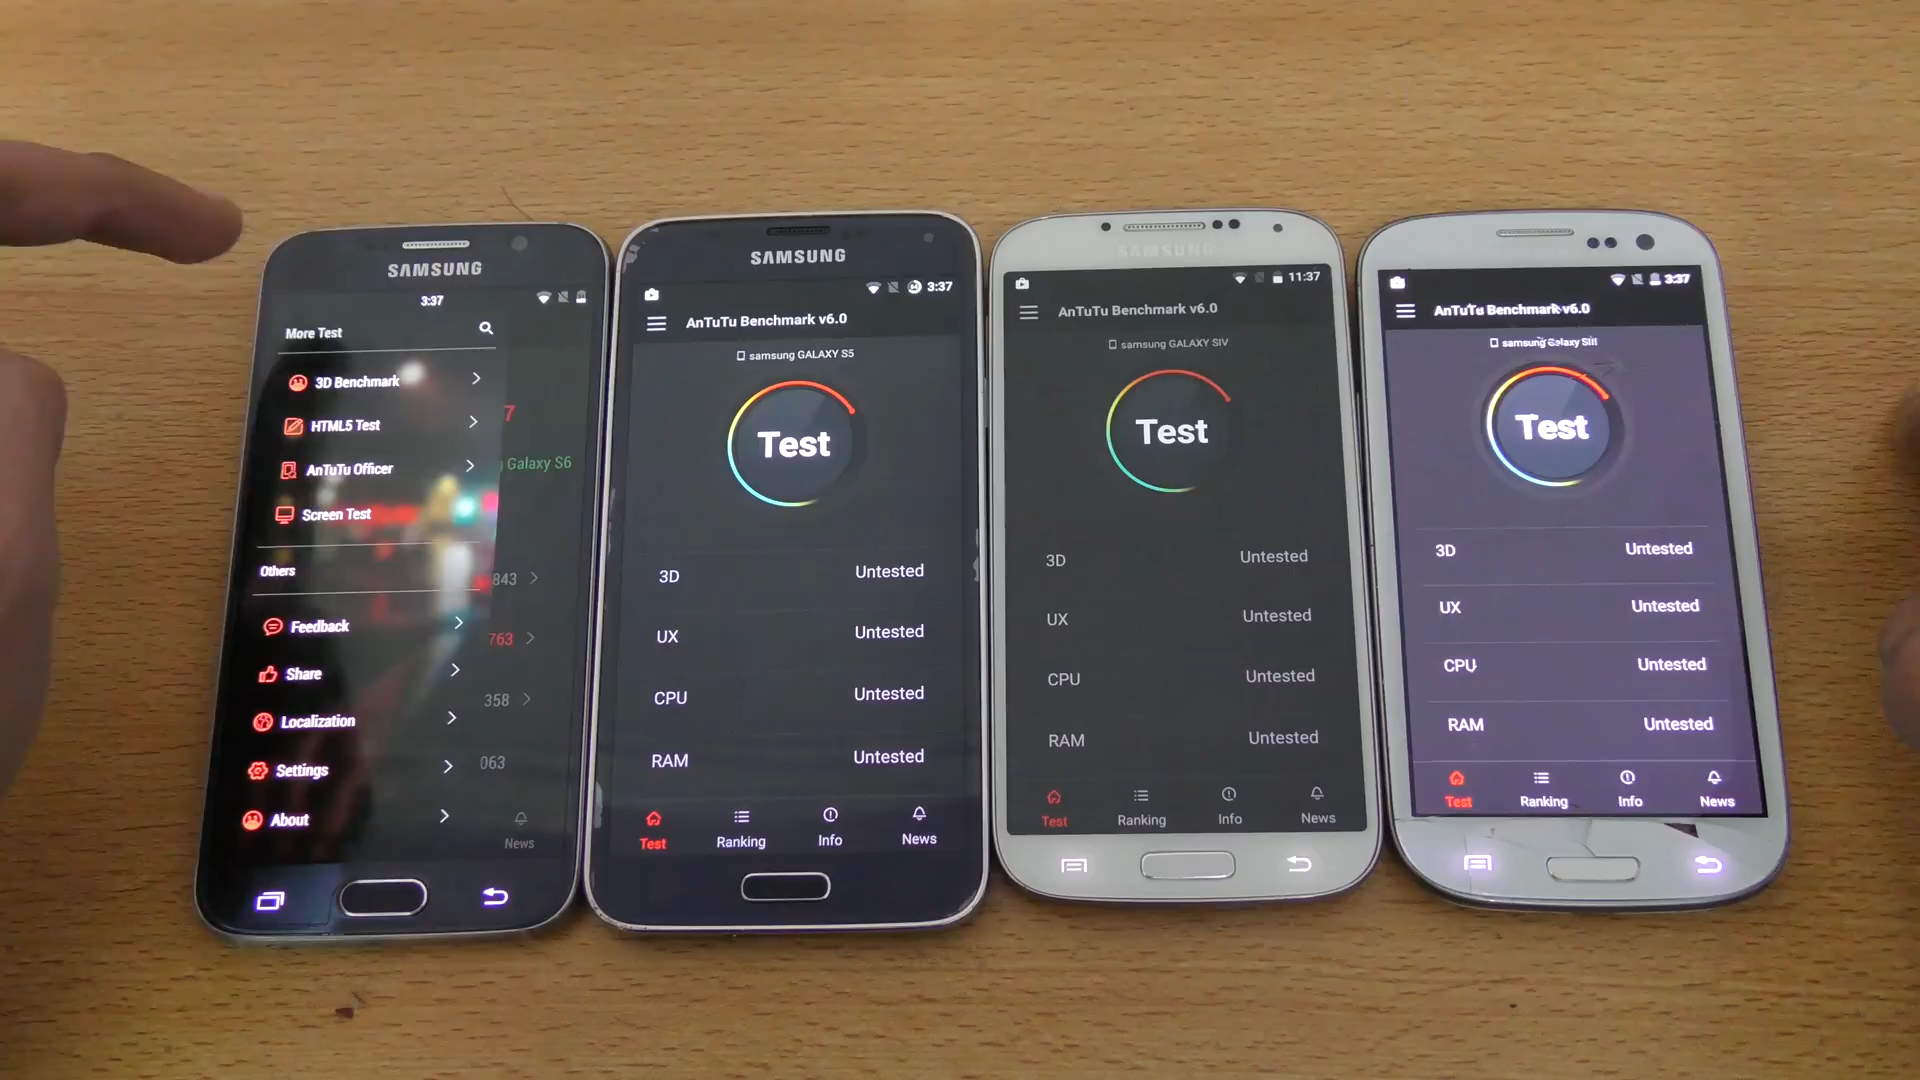 SAMSUNG
3:37
More Test
3D Benchmark
HTML5 Test
AnTuTu Officer
Screen Test
Others
Feedback
Share
Localization
Settings
About
7
Galaxy S6
843
763
358
063
News
SAMSUNG
3:37
AnTuTu Benchmark v6.0
samsung GALAXY S5
Test
3D Untested
UX Untested
CPU Untested
RAM Untested
Test Ranking Info News
SAMSUNG
11:37
AnTuTu Benchmark v6.0
samsung GALAXY SIV
Test
3D Untested
UX Untested
CPU Untested
RAM Untested
Test Ranking Info News
3:37
AnTuTu Benchmark v6.0
samsung Galaxy SIII
Test
3D Untested
UX Untested
CPU Untested
RAM Untested
Test Ranking Info News